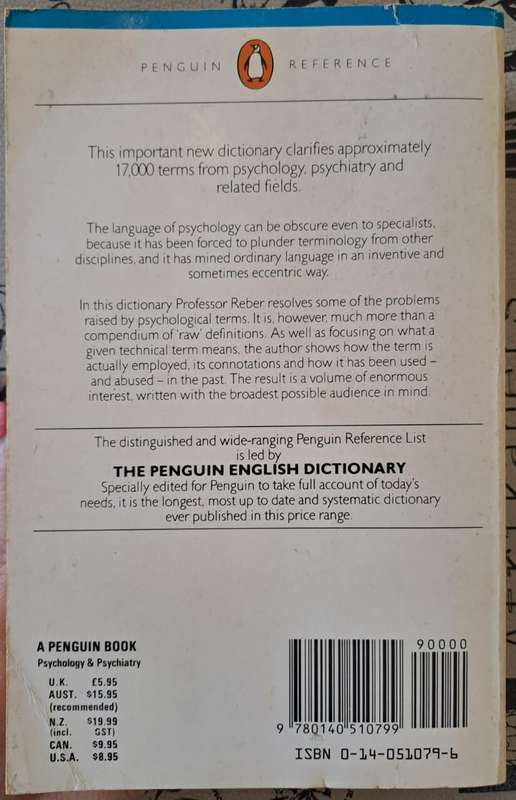 PENGUIN REFERENCE
This important new dictionary clarifies approximately
17,000 terms from psychology, psychiatry and
related fields.
The language of psychology can be obscure even to specialists,
because it has been forced to plunder terminology from other
disciplines, and it has mined ordinary language in an inventive and
sometimes eccentric way.
In this dictionary Professor Reber resolves some of the problems
raised by psychological terms. It is, however, much more than a
compendium of 'raw' definitions. As well as focusing on what a
given technical term means, the author shows how the term is
actually employed, its connotations and how it has been used –
and abused – in the past. The result is a volume of enormous
interest, written with the broadest possible audience in mind.
The distinguished and wide-ranging Penguin Reference List
is led by
THE PENGUIN ENGLISH DICTIONARY
Specially edited for Penguin to take full account of today's
needs, it is the longest, most up to date and systematic dictionary
ever published in this price range.
A PENGUIN BOOK
Psychology & Psychiatry
U.K. £5.95
AUST. $15.95
(recommended)
N.Z. $19.99
(incl. GST)
CAN. $9.95
U.S.A. $8.95
90000
9 780140 510799
ISBN 0-14-051079-6